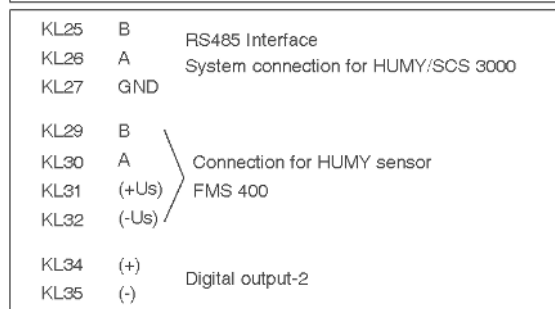 KL25 B
RS485 Interface
KL26 A
System connection for HUMY/SCS 3000
KL27 GND
KL29 B
KL30 A
Connection for HUMY sensor
KL31 (+Us)
FMS 400
KL32 (-Us)
KL34 (+)
Digital output-2
KL35 (-)